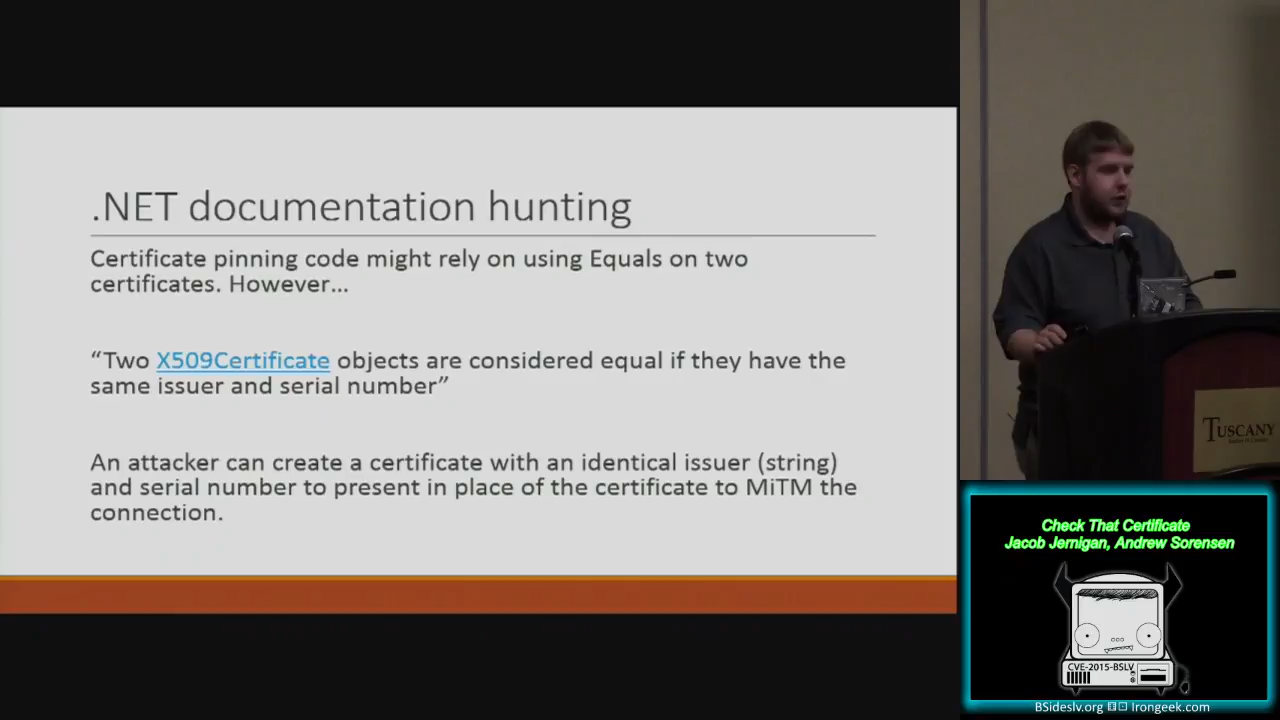 .NET documentation hunting
Certificate pinning code might rely on using Equals on two
certificates. However…
“Two X509Certificate objects are considered equal if they have the
same issuer and serial number”
An attacker can create a certificate with an identical issuer (string)
and serial number to present in place of the certificate to MiTM the
connection.
TUSCANY
Check That Certificate
Jacob Jernigan, Andrew Sorensen
CVE-2015-BSLV
BSideslv.org
Irongeek.com